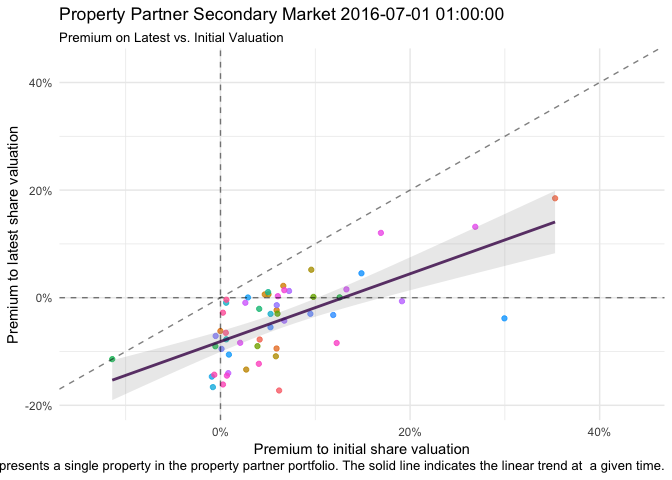 Property Partner Secondary Market 2016-07-01 01:00:00
Premium on Latest vs. Initial Valuation
Premium to latest share valuation
40%
20%
0%
-20%
0%
20%
40%
Premium to initial share valuation
presents a single property in the property partner portfolio. The solid line indicates the linear trend at  a given time.